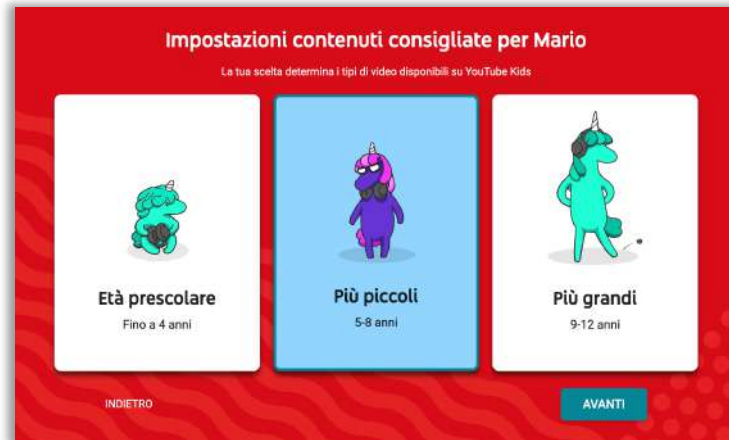 Impostazioni contenuti consigliate per Mario
La tua scelta determina i tipi di video disponibili su YouTube Kids
Età prescolare
Fino a 4 anni
Più piccoli
5-8 anni
Più grandi
9-12 anni
INDIETRO
AVANTI